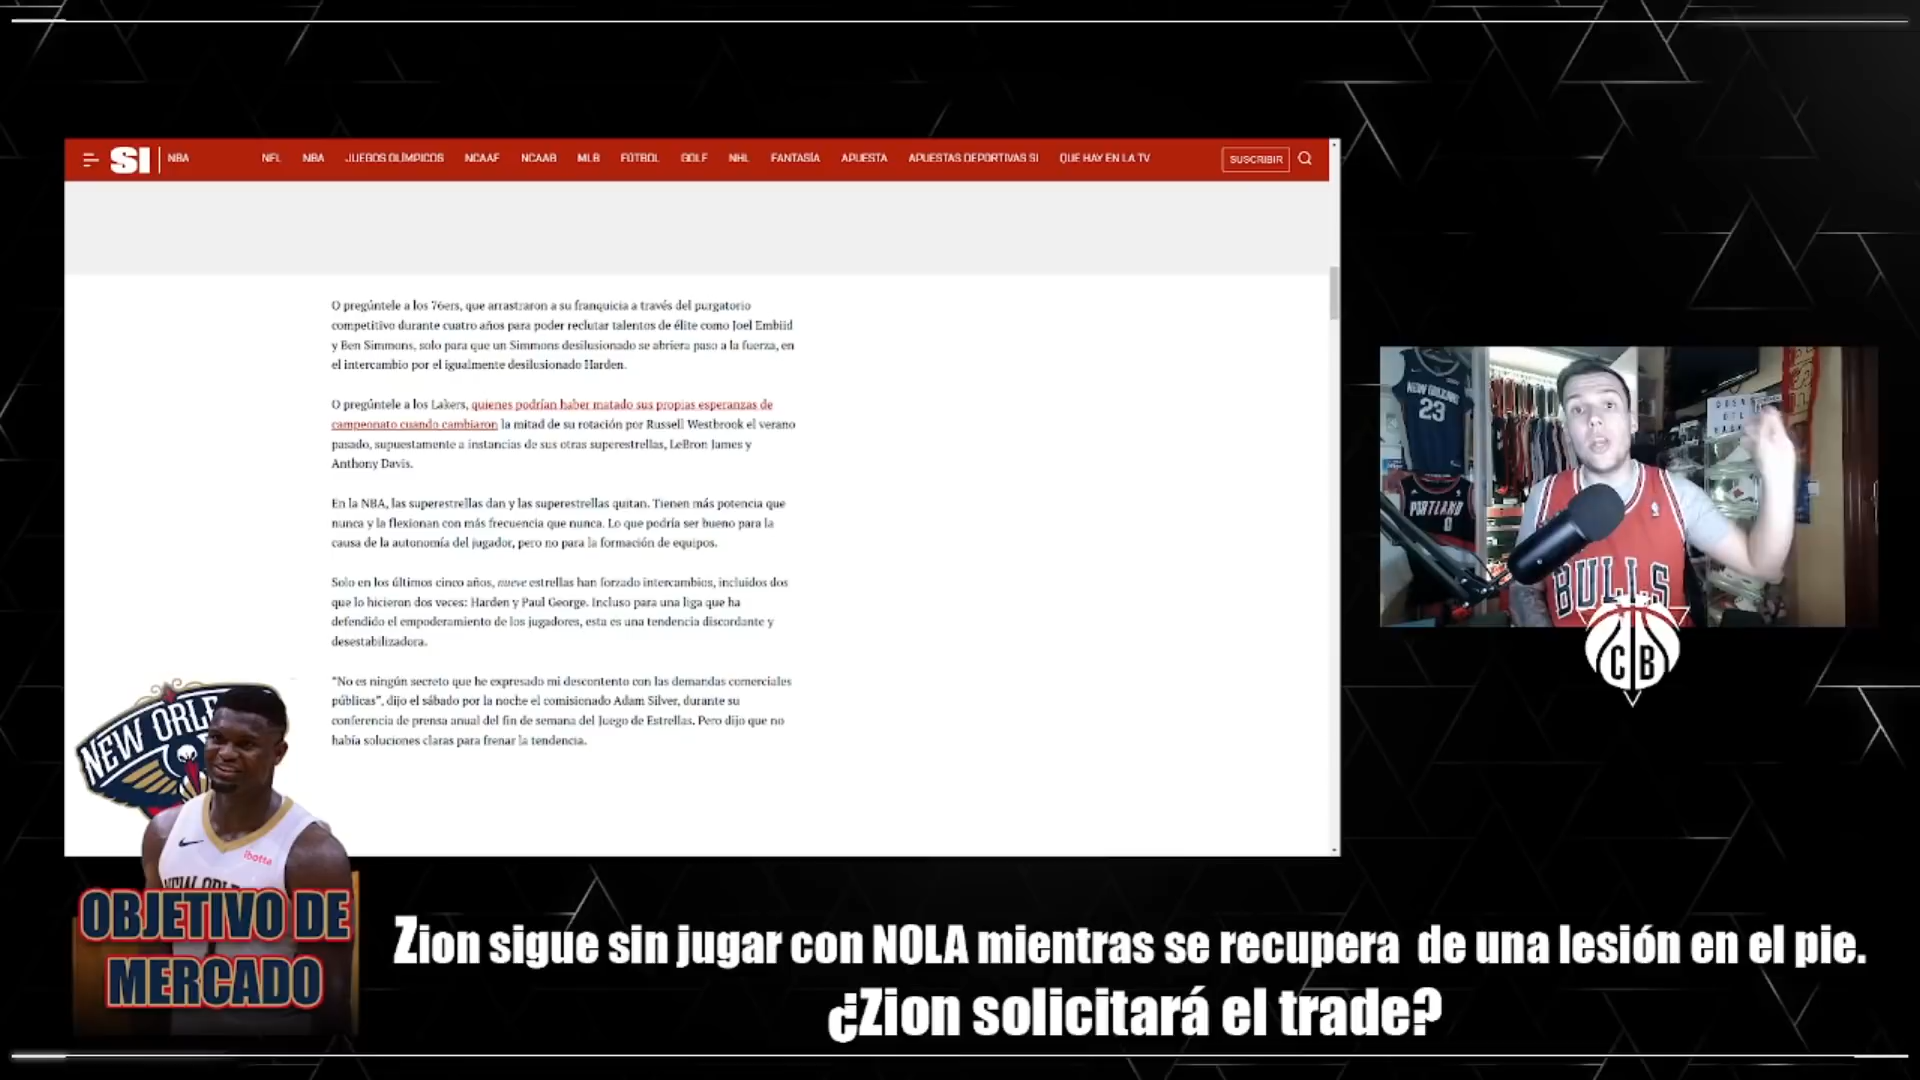 SI NBA NFL NBA JUEGOS OLÍMPICOS NCAAF NCAAB MLB FÚTBOL GOLF NHL FANTASÍA APUESTA APUESTAS DEPORTIVAS SI QUE HAY EN LA TV SUSCRIBIR
O pregúntele a los 76ers, que arrastraron a su franquicia a través del purgatorio
competitivo durante cuatro años para poder reclutar talentos de élite como Joel Embiid
y Ben Simmons, solo para que un Simmons desilusionado se abriera paso a la fuerza, en
el intercambio por el igualmente desilusionado Harden.
O pregúntele a los Lakers, quienes podrían haber matado sus propias esperanzas de
campeonato cuando cambiaron la mitad de su rotación por Russell Westbrook el verano
pasado, supuestamente a instancias de sus otras superestrellas, LeBron James y
Anthony Davis.
En la NBA, las superestrellas dan y las superestrellas quitan. Tienen más potencia que
nunca y la flexionan con más frecuencia que nunca. Lo que podría ser bueno para la
causa de la autonomía del jugador, pero no para la formación de equipos.
Solo en los últimos cinco años, nueve estrellas han forzado intercambios, incluidos dos
que lo hicieron dos veces: Harden y Paul George. Incluso para una liga que ha
defendido el empoderamiento de los jugadores, esta es una tendencia discordante y
desestabilizadora.
"No es ningún secreto que he expresado mi descontento con las demandas comerciales
públicas", dijo el sábado por la noche el comisionado Adam Silver, durante su
conferencia de prensa anual del fin de semana del Juego de Estrellas. Pero dijo que no
había soluciones claras para frenar la tendencia.
NEW ORLEANS
23
PORTLAND
0
BULLS
CB
NEW ORLE
ibotta
OBJETIVO DE
MERCADO
Zion sigue sin jugar con NOLA mientras se recupera de una lesión en el pie.
¿Zion solicitará el trade?